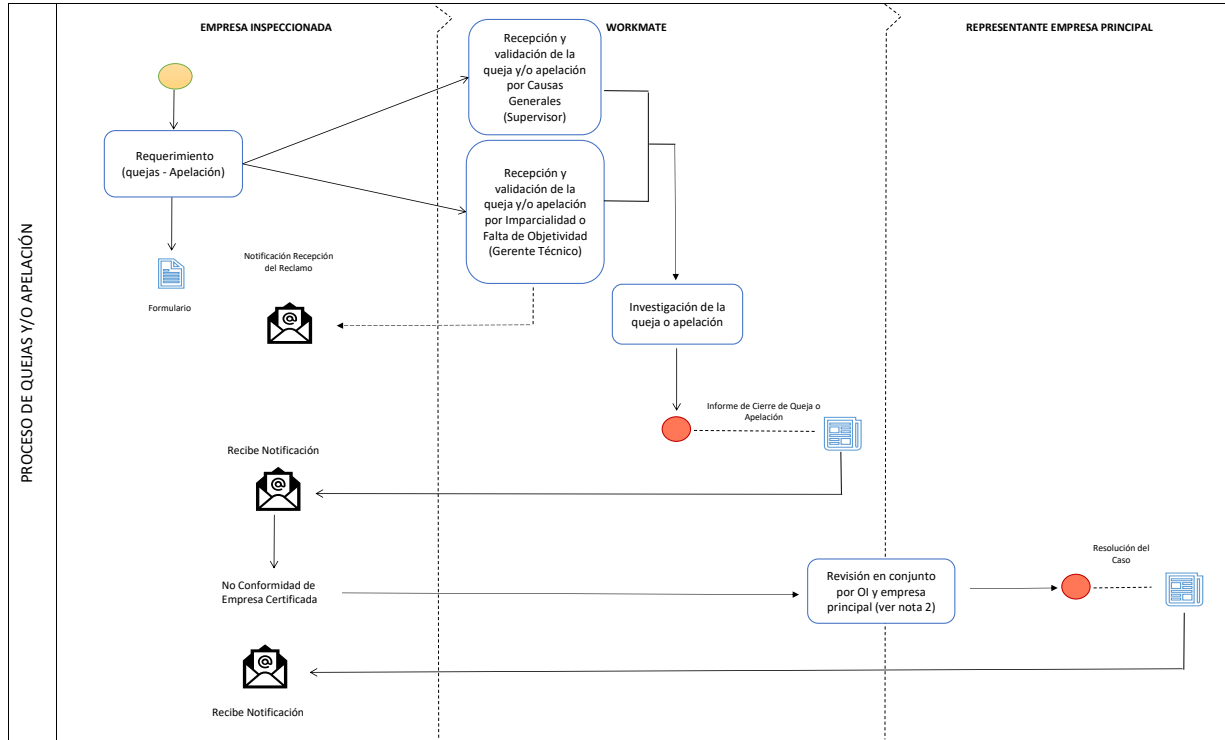 PROCESO DE QUEJAS Y/O APELACIÓN
EMPRESA INSPECCIONADA
WORKMATE
REPRESENTANTE EMPRESA PRINCIPAL
Recepción y
validación de la
queja y/o apelación
por Causas
Generales
(Supervisor)
Requerimiento
(quejas - Apelación)
Recepción y
validación de la
queja y/o apelación
por Imparcialidad o
Falta de Objetividad
(Gerente Técnico)
Formulario
Notificación Recepción
del Reclamo
@
Investigación de la
queja o apelación
Informe de Cierre de Queja o
Apelación
Recibe Notificación
@
No Conformidad de
Empresa Certificada
Revisión en conjunto
por OI y empresa
principal (ver nota 2)
Resolución del
Caso
@
Recibe Notificación